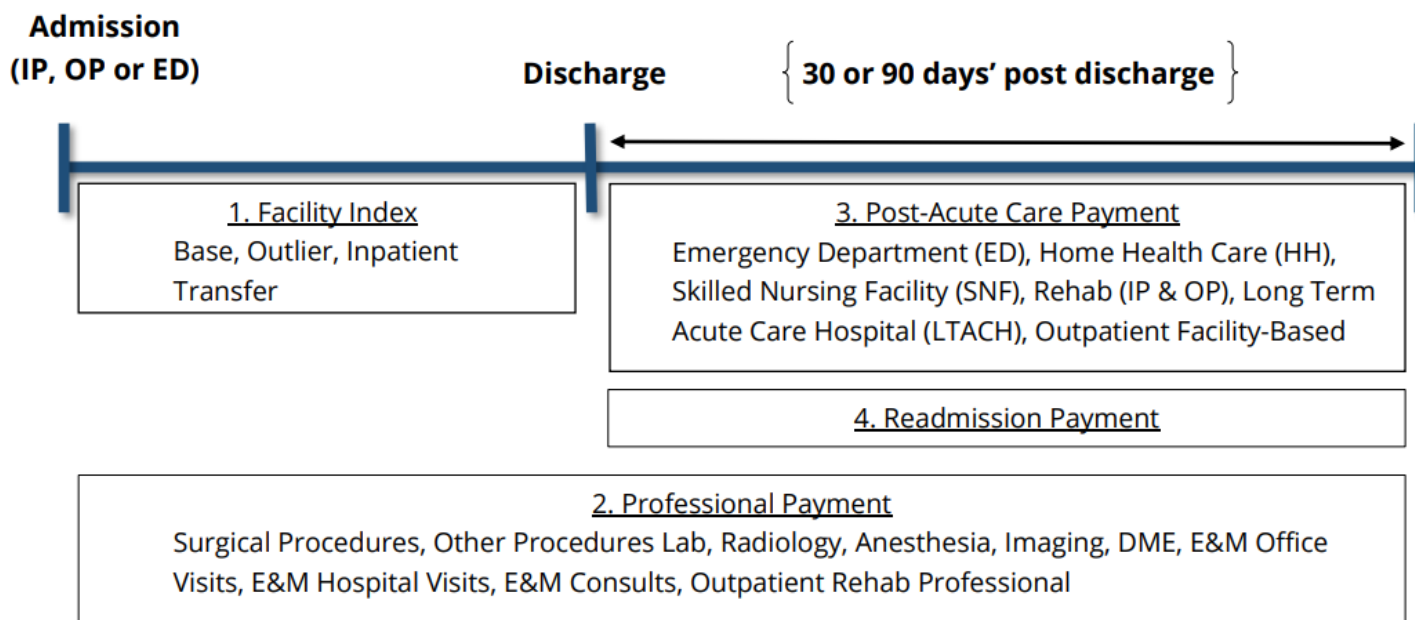 Admission
(IP, OP or ED)
Discharge
{ 30 or 90 days’ post discharge }
1. Facility Index
Base, Outlier, Inpatient
Transfer
3. Post-Acute Care Payment
Emergency Department (ED), Home Health Care (HH),
Skilled Nursing Facility (SNF), Rehab (IP & OP), Long Term
Acute Care Hospital (LTACH), Outpatient Facility-Based
4. Readmission Payment
2. Professional Payment
Surgical Procedures, Other Procedures Lab, Radiology, Anesthesia, Imaging, DME, E&M Office
Visits, E&M Hospital Visits, E&M Consults, Outpatient Rehab Professional